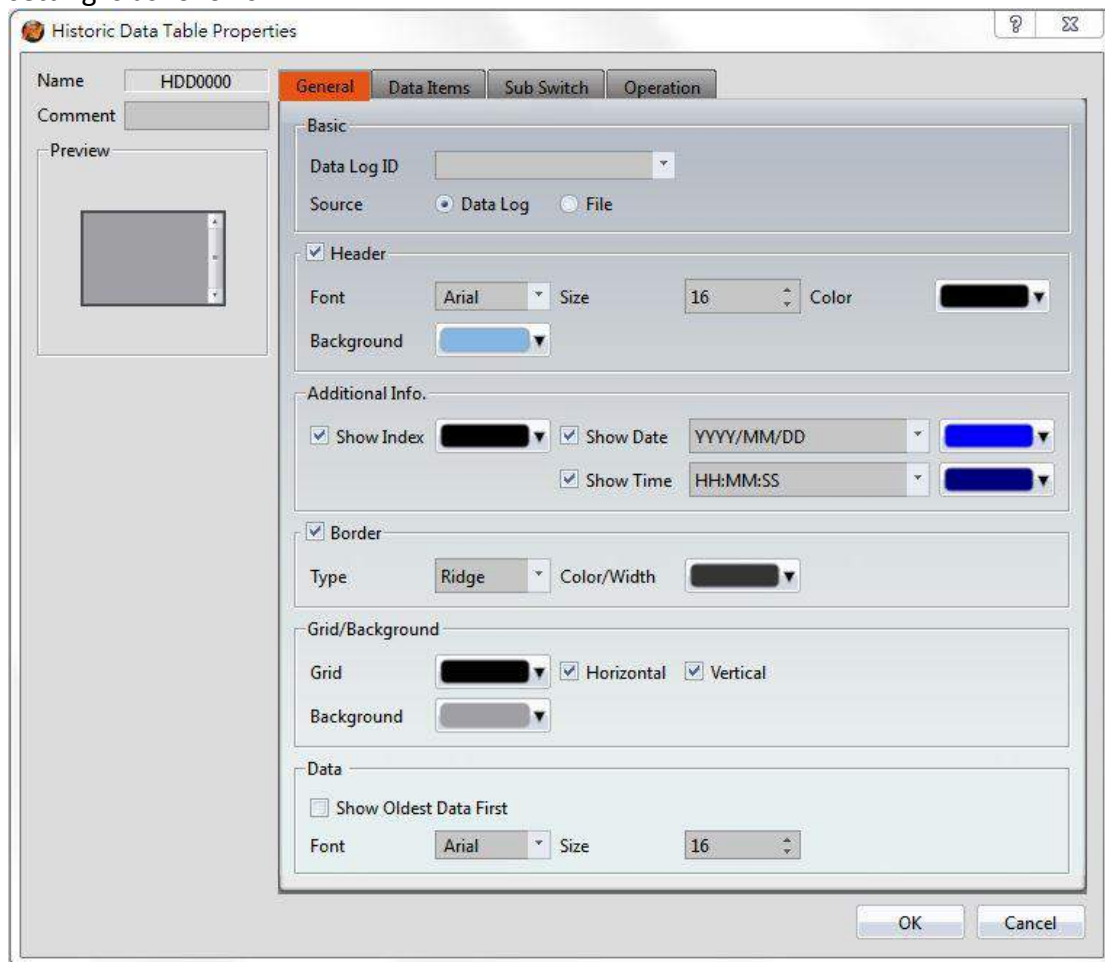 Historic Data Table Properties
Name HDD0000
Comment
Preview
General Data Items Sub Switch Operation
Basic
Data Log ID
Source Data Log File
Header
Font Arial Size 16 Color
Background
Additional Info.
Show Index Show Date YYYY/MM/DD
Show Time HH:MM:SS
Border
Type Ridge Color/Width
Grid/Background
Grid Horizontal Vertical
Background
Data
Show Oldest Data First
Font Arial Size 16
OK Cancel